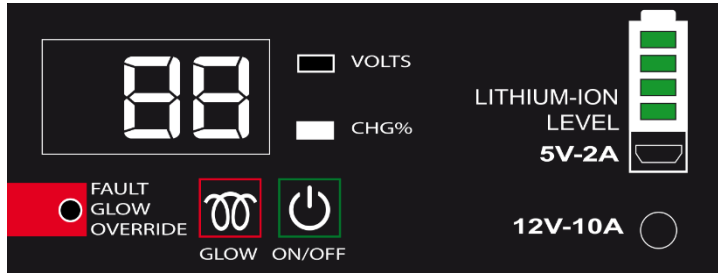 88
VOLTS
CHG%
LITHIUM-ION
LEVEL
5V-2A
FAULT
GLOW
OVERRIDE
GLOW
ON/OFF
12V-10A